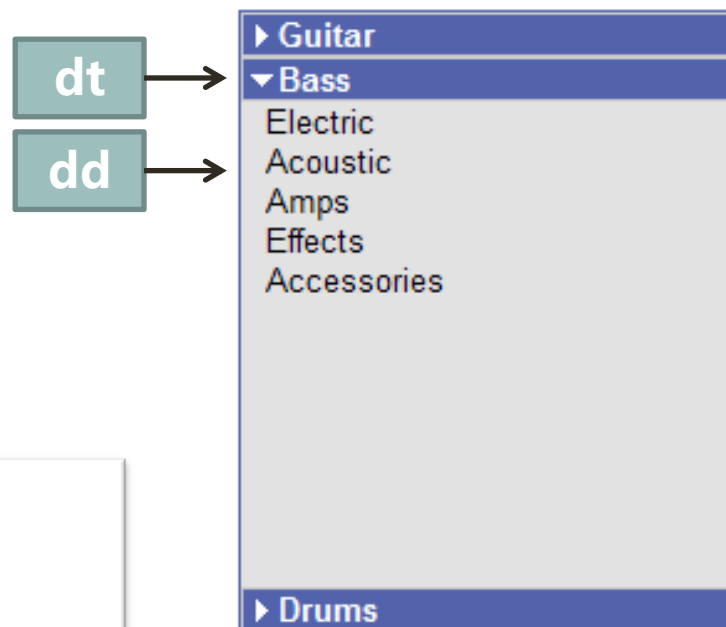 Guitar
dt
Bass
Electric
dd
Acoustic
Amps
Effects
Accessories
Drums